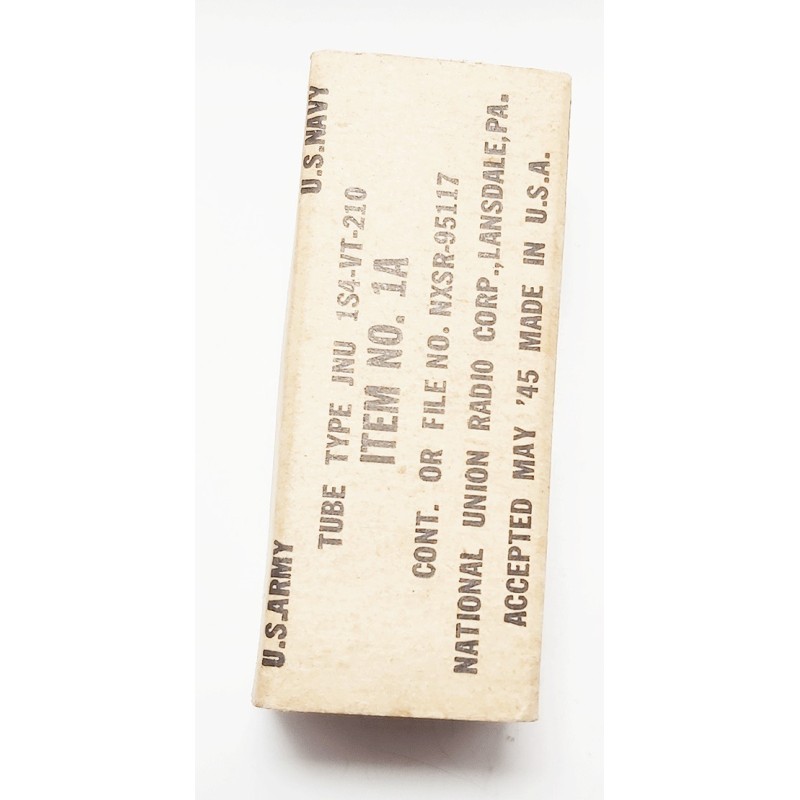 U.S.ARMY U.S.NAVY
TUBE TYPE JNU 1S4-VT-210
ITEM NO. 1A
CONT. OR FILE NO. NXSR-95117
NATIONAL UNION RADIO CORP., LANSDALE, PA.
ACCEPTED MAY '45 MADE IN U.S.A.